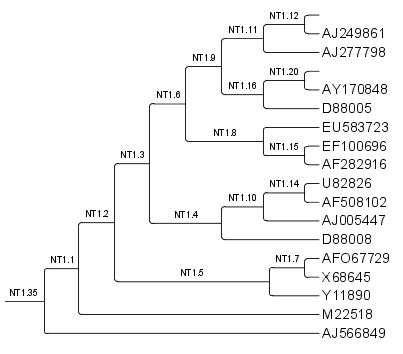 NT1.12
NT1.11
AJ249861
AJ277798
NT1.9
NT1.20
NT1.16
AY170848
NT1.6
D88005
EU583723
NT1.8
EF100696
NT1.15
AF282916
NT1.3
U82826
NT1.14
AF508102
NT1.10
AJ005447
NT1.2
NT1.4
D88008
AFO67729
NT1.7
NT1.1
X68645
NT1.5
Y11890
NT1.35
M22518
AJ566849